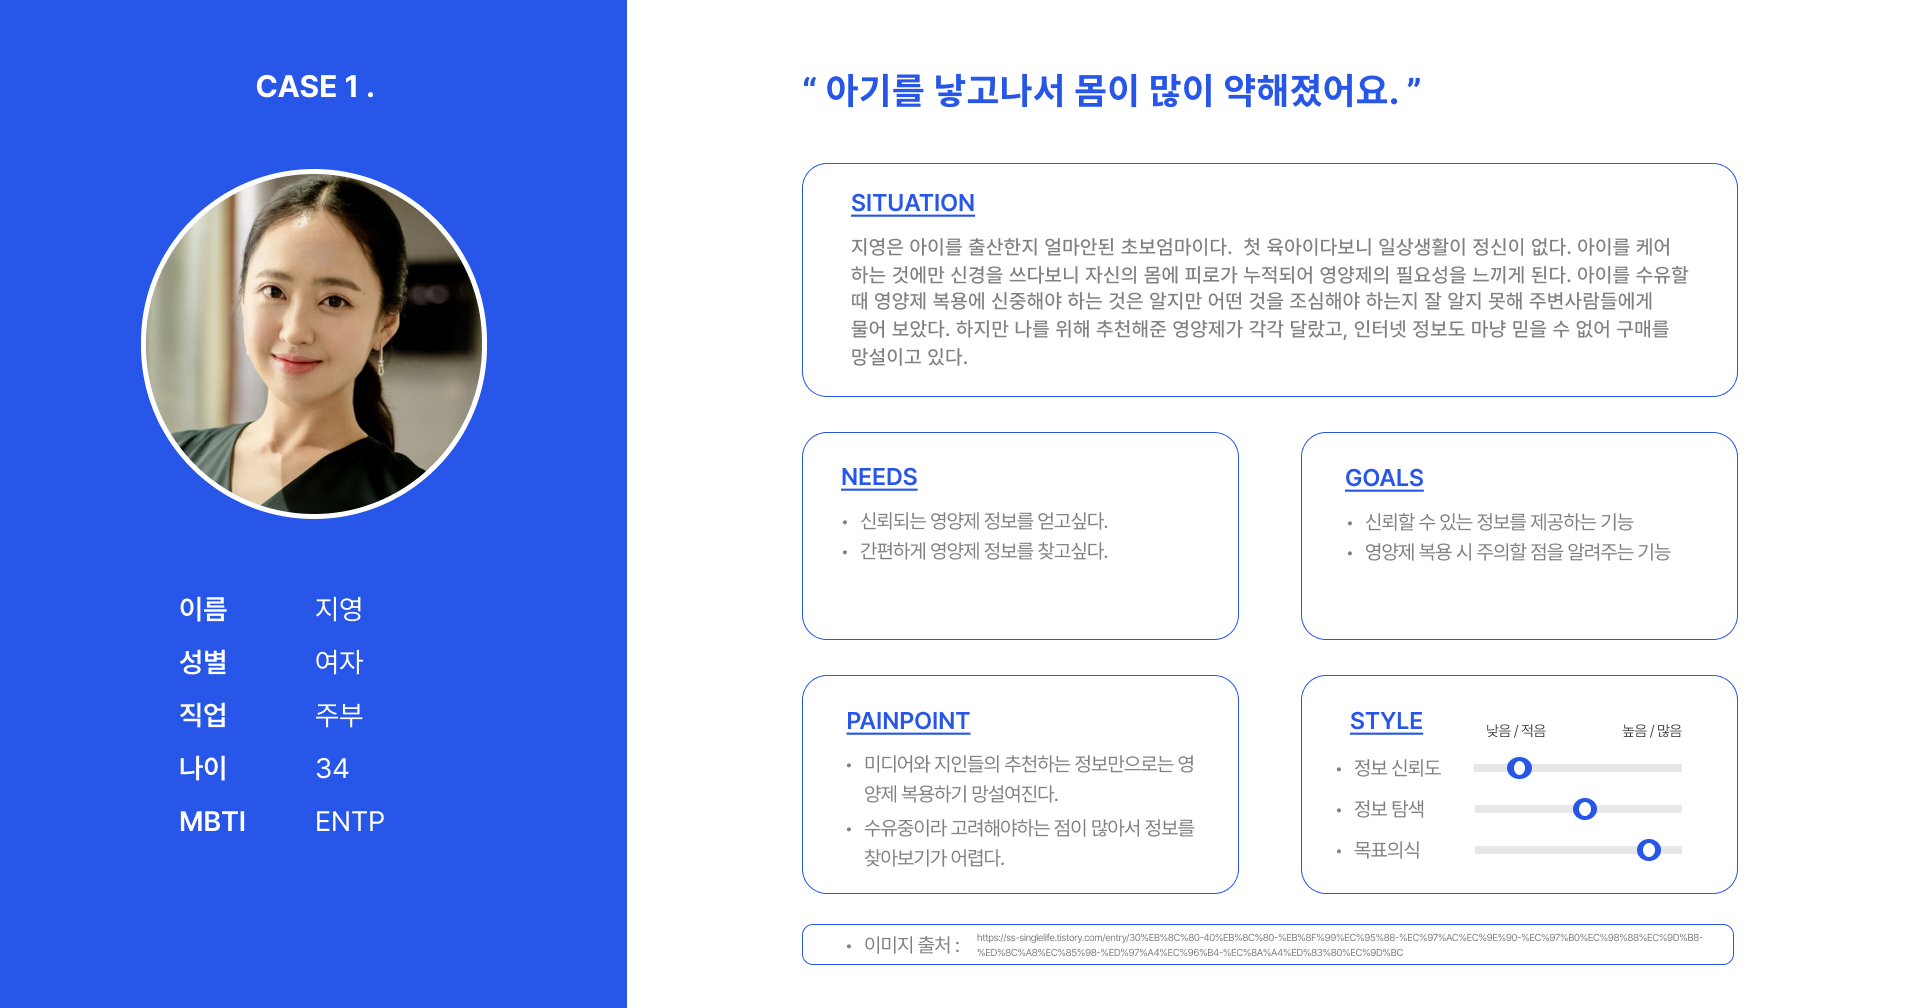 CASE 1 .
이름 지영
성별 여자
직업 주부
나이 34
MBTI ENTP
“ 아기를 낳고나서 몸이 많이 약해졌어요. ”
SITUATION
지영은 아이를 출산한지 얼마안된 초보엄마이다. 첫 육아이다보니 일상생활이 정신이 없다. 아이를 케어
하는 것에만 신경을 쓰다보니 자신의 몸에 피로가 누적되어 영양제의 필요성을 느끼게 된다. 아이를 수유할
때 영양제 복용에 신중해야 하는 것은 알지만 어떤 것을 조심해야 하는지 잘 알지 못해 주변사람들에게
물어 보았다. 하지만 나를 위해 추천해준 영양제가 각각 달랐고, 인터넷 정보도 마냥 믿을 수 없어 구매를
망설이고 있다.
NEEDS
• 신뢰되는 영양제 정보를 얻고싶다.
• 간편하게 영양제 정보를 찾고싶다.
GOALS
• 신뢰할 수 있는 정보를 제공하는 기능
• 영양제 복용 시 주의할 점을 알려주는 기능
PAINPOINT
• 미디어와 지인들의 추천하는 정보만으로는 영
양제 복용하기 망설여진다.
• 수유중이라 고려해야하는 점이 많아서 정보를
찾아보기가 어렵다.
STYLE 낮음 / 적음 높음 / 많음
• 정보 신뢰도
• 정보 탐색
• 목표의식
• 이미지 출처 :
https://ss-singlelife.tistory.com/entry/30%EB%8C%80-40%EB%8C%80-%EB%8F%99%EC%95%88-%EC%97%AC%EC%9E%90-%EC%97%B0%EC%98%88%EC%9D%B8-
%ED%8C%A8%EC%85%98-%ED%97%A4%EC%96%B4-%EC%8A%A4%ED%83%80%EC%9D%BC